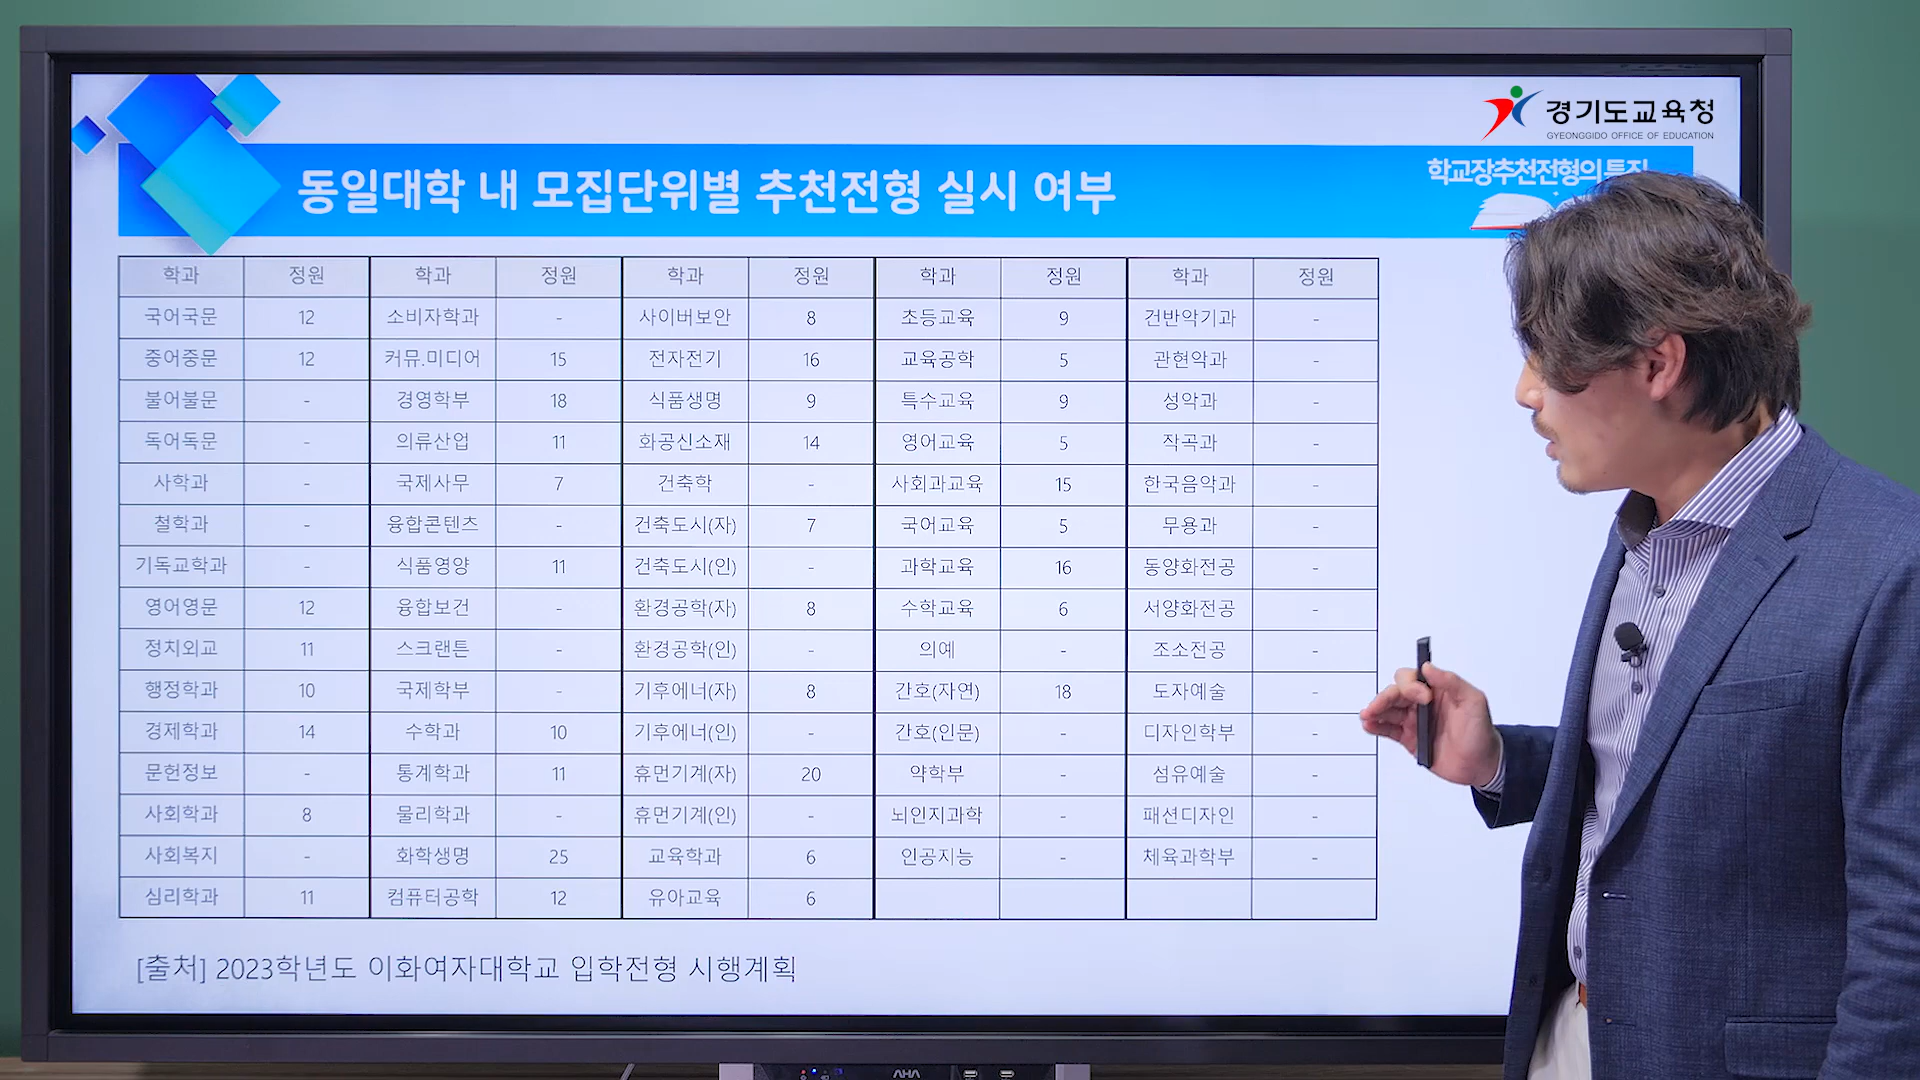 경기도교육청
GYEONGGIDO OFFICE OF EDUCATION
학교장추천전형의 특징
동일대학 내 모집단위별 추천전형 실시 여부
학과 정원 학과 정원 학과 정원 학과 정원 학과 정원
국어국문 12 소비자학과 - 사이버보안 8 초등교육 9 건반악기과 -
중어중문 12 커뮤.미디어 15 전자전기 16 교육공학 5 관현악과 -
불어불문 - 경영학부 18 식품생명 9 특수교육 9 성악과 -
독어독문 - 의류산업 11 화공신소재 14 영어교육 5 작곡과 -
사학과 - 국제사무 7 건축학 - 사회과교육 15 한국음악과 -
철학과 - 융합콘텐츠 - 건축도시(자) 7 국어교육 5 무용과 -
기독교학과 - 식품영양 11 건축도시(인) - 과학교육 16 동양화전공 -
영어영문 12 융합보건 - 환경공학(자) 8 수학교육 6 서양화전공 -
정치외교 11 스크랜튼 - 환경공학(인) - 의예 - 조소전공 -
행정학과 10 국제학부 - 기후에너(자) 8 간호(자연) 18 도자예술 -
경제학과 14 수학과 10 기후에너(인) - 간호(인문) - 디자인학부 -
문헌정보 - 통계학과 11 휴먼기계(자) 20 약학부 - 섬유예술 -
사회학과 8 물리학과 - 휴먼기계(인) - 뇌인지과학 - 패션디자인 -
사회복지 - 화학생명 25 교육학과 6 인공지능 - 체육과학부 -
심리학과 11 컴퓨터공학 12 유아교육 6
[출처] 2023학년도 이화여자대학교 입학전형 시행계획
AHA